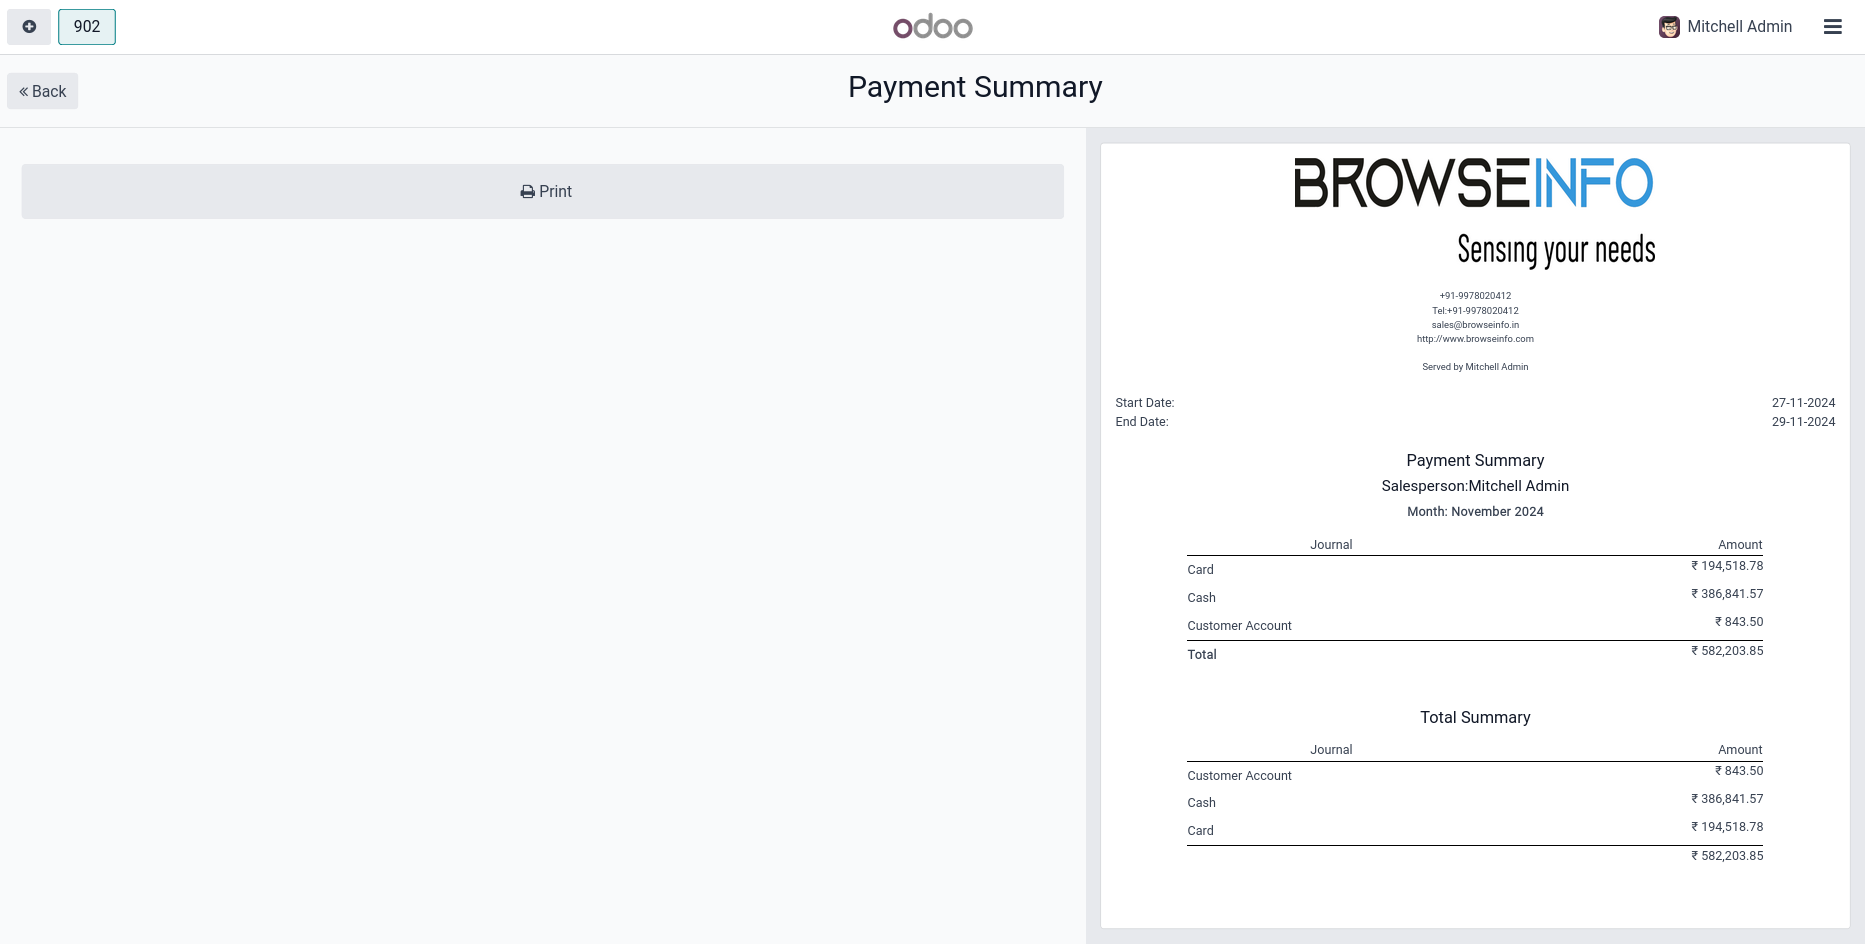 902
odoo
Mitchell Admin
Back
Payment Summary
Print
BROWSEINFO
Sensing your needs
+91-9978020412
Tel:+91-9978020412
sales@browseinfo.in
http://www.browseinfo.com
Served by Mitchell Admin
Start Date: 27-11-2024
End Date: 29-11-2024
Payment Summary
Salesperson:Mitchell Admin
Month: November 2024
Journal Amount
Card ₹ 194,518.78
Cash ₹ 386,841.57
Customer Account ₹ 843.50
Total ₹ 582,203.85
Total Summary
Journal Amount
Customer Account ₹ 843.50
Cash ₹ 386,841.57
Card ₹ 194,518.78
₹ 582,203.85